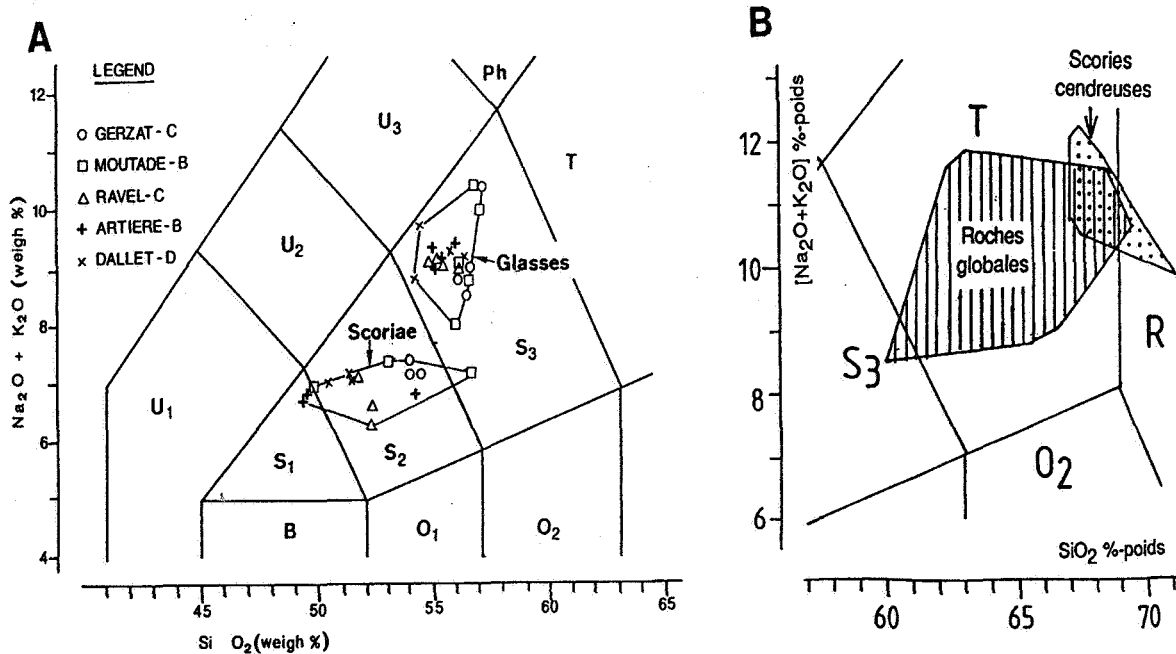 A
LEGEND
GERZAT - C
MOUTADE - B
RAVEL - C
ARTIERE - B
DALLET - D
Na2O + K2O (weigh %)
12
10
8
6
4
Ph
U3
T
U2
Glasses
Scoriae
S3
U1
S1
S2
B
O1
O2
45
50
55
60
65
Si O2 (weigh %)
B
Scories
cendreuses
T
[Na2O+K2O] %-poids
12
10
8
6
Roches
globales
S3
R
O2
SiO2 %-poids
60
65
70